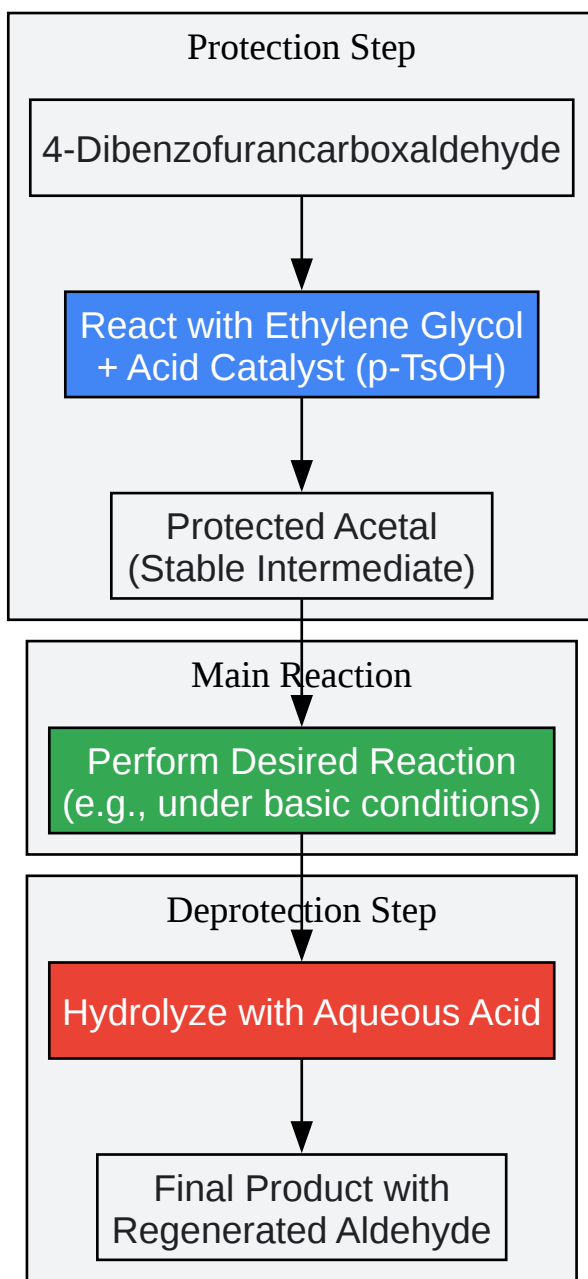 Protection Step
4-Dibenzofurancarboxaldehyde
React with Ethylene Glycol
+ Acid Catalyst (p-TsOH)
Protected Acetal
(Stable Intermediate)
Main Reaction
Perform Desired Reaction
(e.g., under basic conditions)
Deprotection Step
Hydrolyze with Aqueous Acid
Final Product with
Regenerated Aldehyde